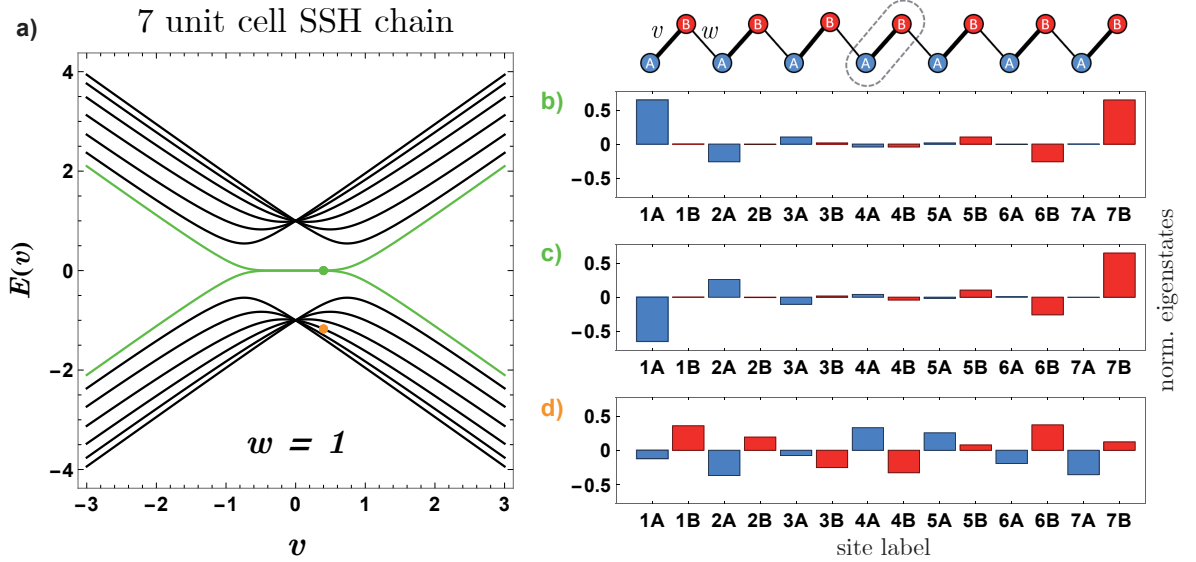 a)
7 unit cell SSH chain
E(v)
4
2
0
−2
−4
−3 −2 −1 0 1 2 3
v
w = 1
v w
B B B B B B B
A A A A A A A
b)
0.5
0
−0.5
1A 1B 2A 2B 3A 3B 4A 4B 5A 5B 6A 6B 7A 7B
c)
0.5
0
−0.5
1A 1B 2A 2B 3A 3B 4A 4B 5A 5B 6A 6B 7A 7B
d)
0.5
0
−0.5
1A 1B 2A 2B 3A 3B 4A 4B 5A 5B 6A 6B 7A 7B
site label
norm. eigenstates